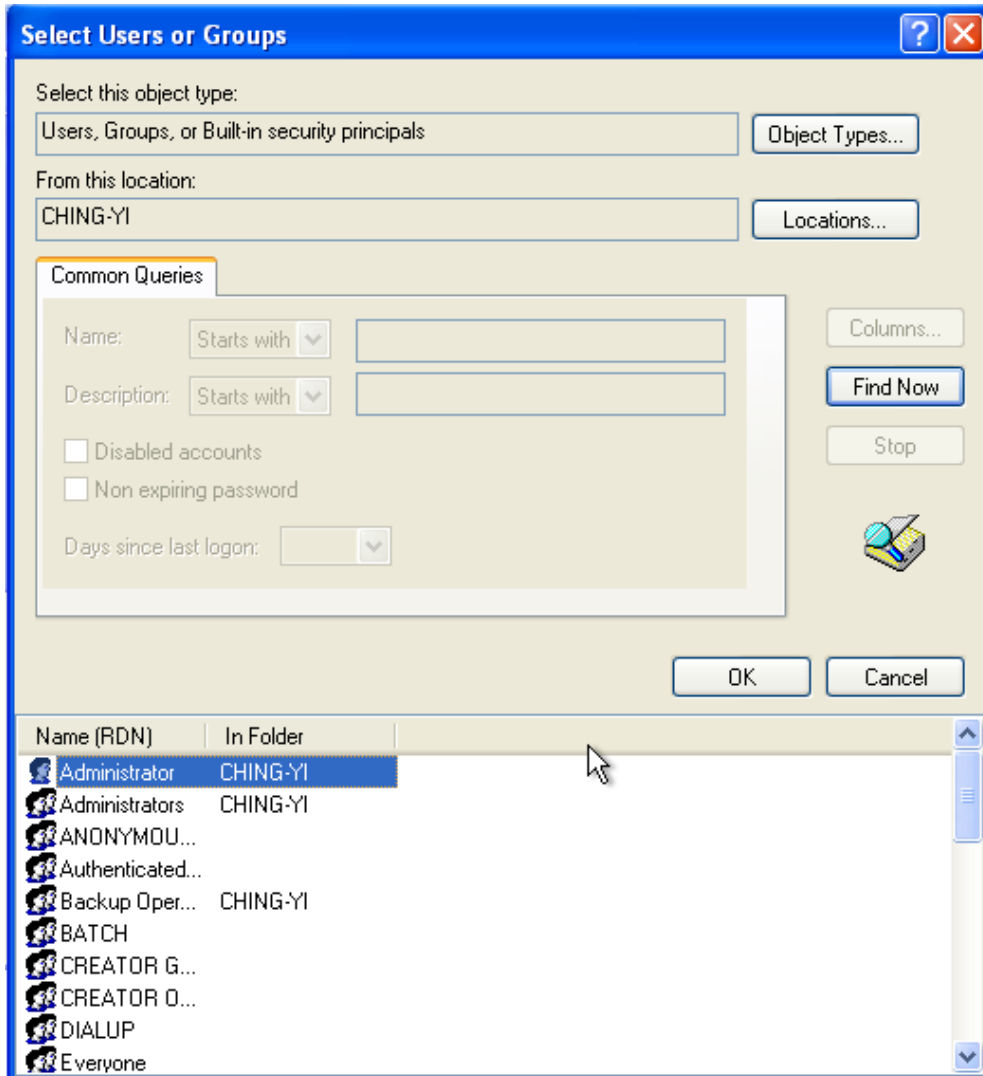 Select Users or Groups
Select this object type:
Users, Groups, or Built-in security principals
Object Types...
From this location:
CHING-YI
Locations...
Common Queries
Name: Starts with
Columns...
Description: Starts with
Find Now
Disabled accounts
Stop
Non expiring password
Days since last logon:
OK Cancel
Name (RDN) In Folder
Administrator CHING-YI
Administrators CHING-YI
ANONYMOU...
Authenticated...
Backup Oper... CHING-YI
BATCH
CREATOR G...
CREATOR O...
DIALUP
Everyone